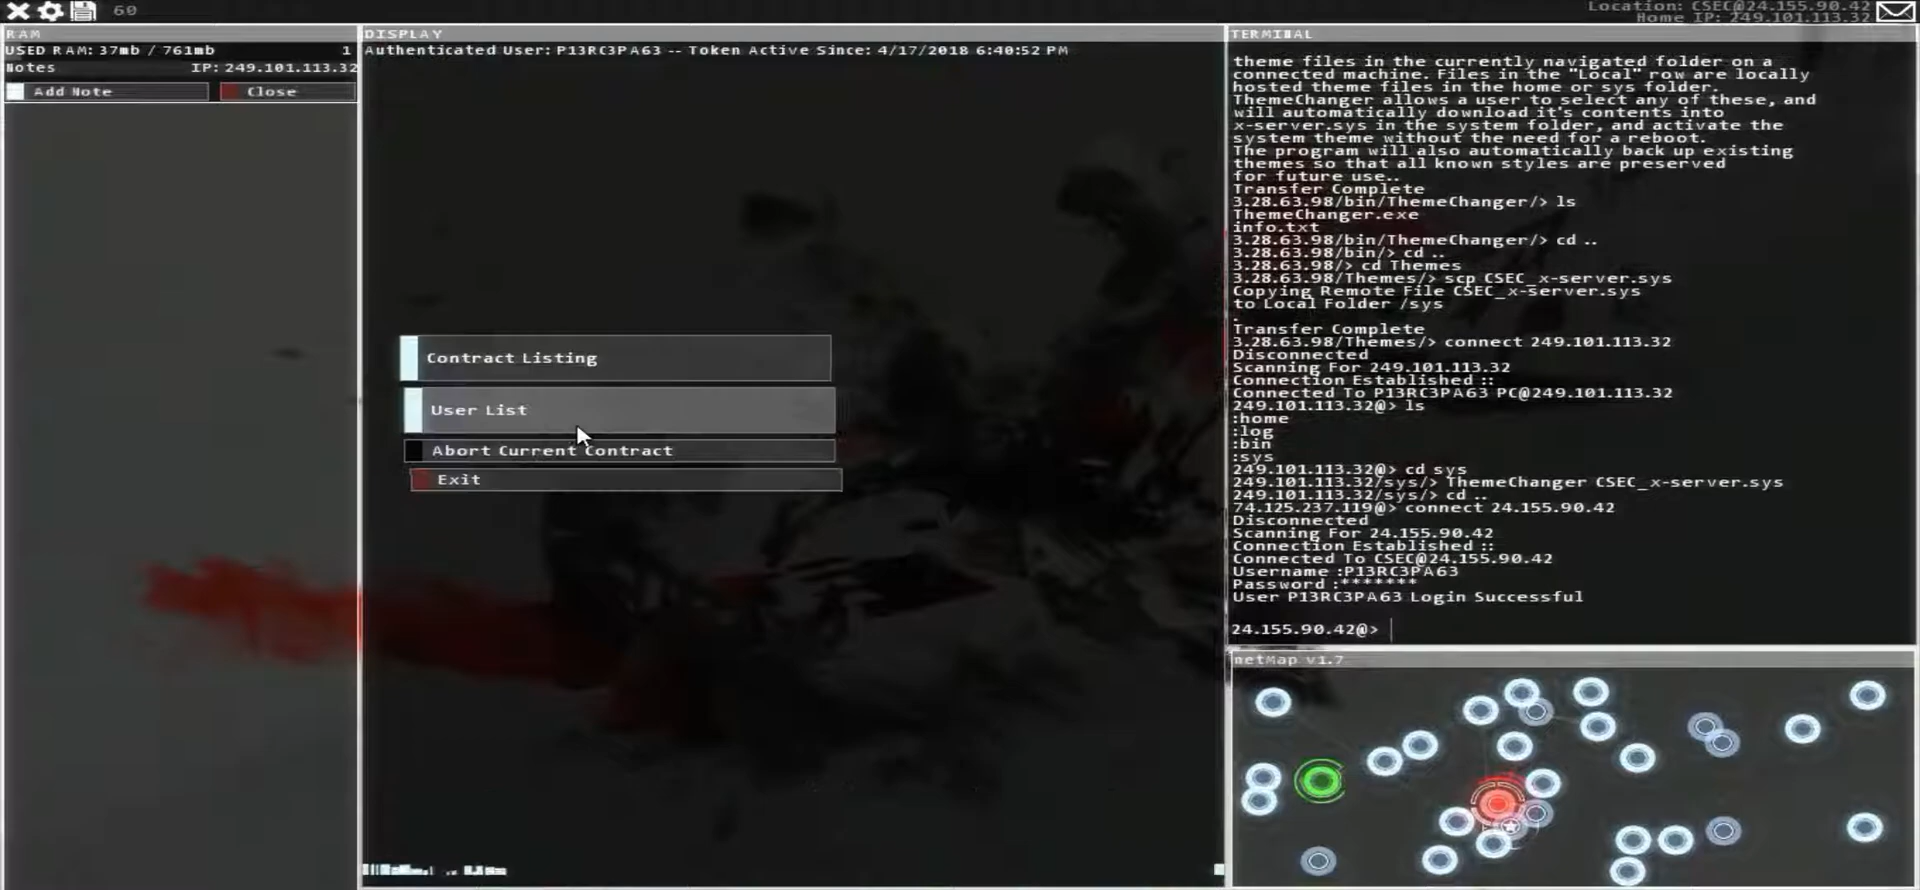 60
Location: CSEC@24.155.90.42
Home IP: 249.101.113.32
RAM
USED RAM: 37mb / 761mb 1
Notes IP: 249.101.113.32
Add Note
Close
DISPLAY
Authenticated User: P13RC3PA63 -- Token Active Since: 4/17/2018 6:40:52 PM
Contract Listing
User List
Abort Current Contract
Exit
TERMINAL
theme files in the currently navigated folder on a
connected machine. Files in the "Local" row are locally
hosted theme files in the home or sys folder.
ThemeChanger allows a user to select any of these, and
will automatically download it's contents into
x-server.sys in the system folder, and activate the
system theme without the need for a reboot.
The program will also automatically back up existing
themes so that all known styles are preserved
for future use..
Transfer Complete
3.28.63.98/bin/ThemeChanger/> ls
ThemeChanger.exe
info.txt
3.28.63.98/bin/ThemeChanger/> cd ..
3.28.63.98/bin/> cd ..
3.28.63.98/> cd Themes
3.28.63.98/Themes/> scp CSEC_x-server.sys
Copying Remote File CSEC_x-server.sys
to Local Folder /sys
.
Transfer Complete
3.28.63.98/Themes/> connect 249.101.113.32
Disconnected
Scanning For 249.101.113.32
Connection Established ::
Connected To P13RC3PA63 PC@249.101.113.32
249.101.113.32@> ls
:home
:log
:bin
:sys
249.101.113.32@> cd sys
249.101.113.32/sys/> ThemeChanger CSEC_x-server.sys
249.101.113.32/sys/> cd ..
74.125.237.119@> connect 24.155.90.42
Disconnected
Scanning For 24.155.90.42
Connection Established ::
Connected To CSEC@24.155.90.42
Username :P13RC3PA63
Password :*******
User P13RC3PA63 Login Successful
24.155.90.42@>
netMap v1.7